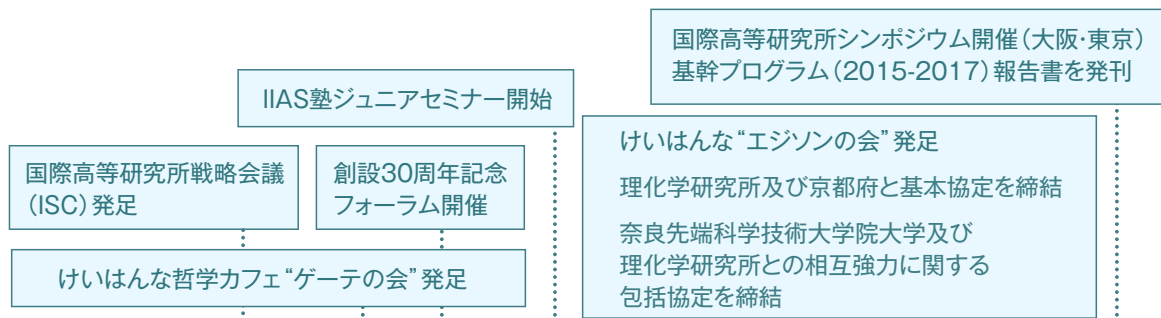 国際高等研究所シンポジウム開催（大阪・東京）
基幹プログラム（2015-2017）報告書を発刊
IIAS塾ジュニアセミナー開始
けいはんな“エジソンの会”発足
理化学研究所及び京都府と基本協定を締結
奈良先端科学技術大学院大学及び
理化学研究所との相互強力に関する
包括協定を締結
国際高等研究所戦略会議
（ISC）発足
創設30周年記念
フォーラム開催
けいはんな哲学カフェ“ゲーテの会”発足